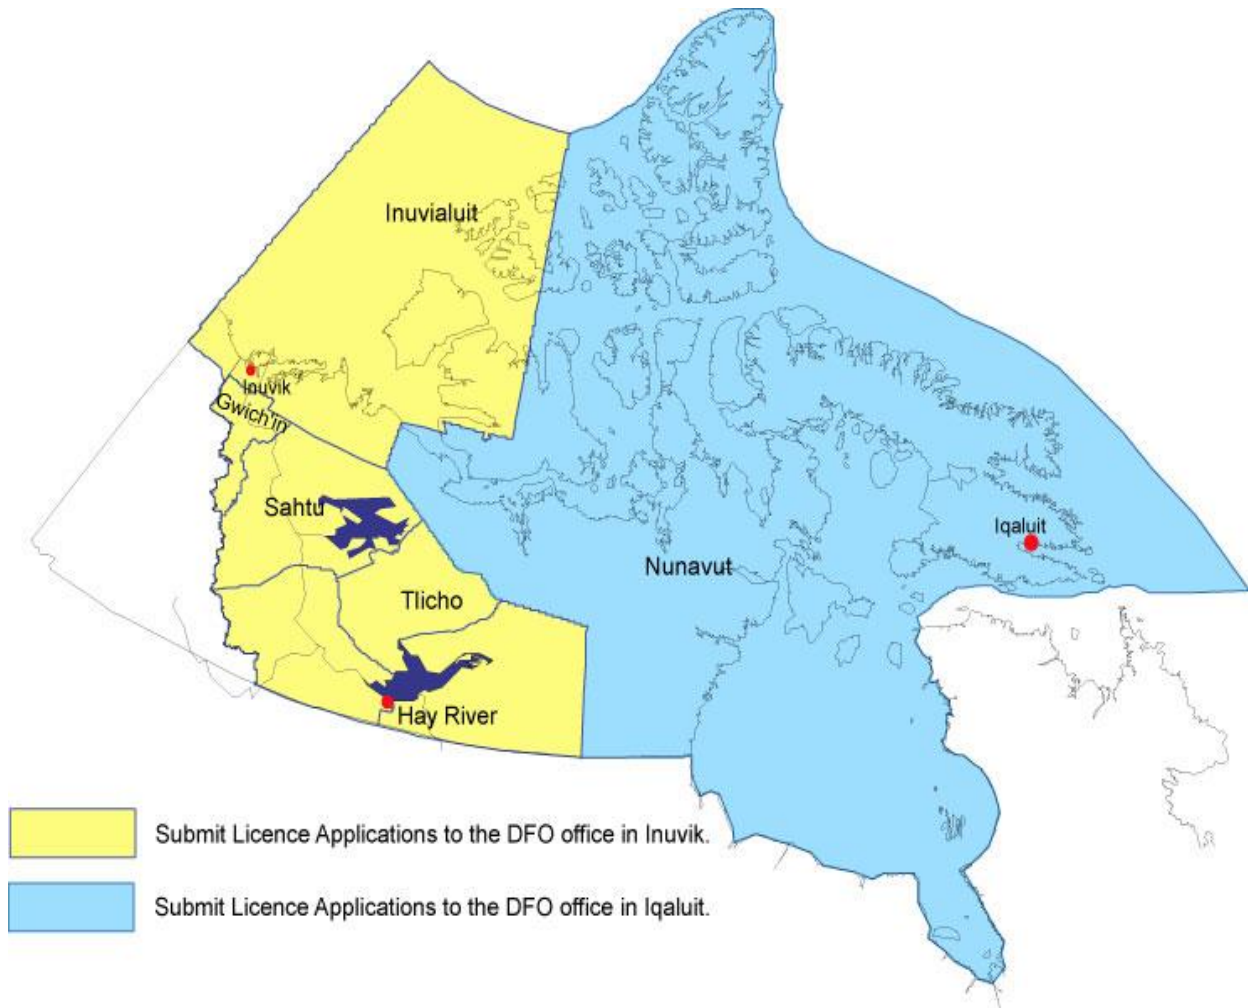 Inuvialuit
Inuvik
Gwich'in
Sahtu
Iqaluit
Nunavut
Tlicho
Hay River
Submit Licence Applications to the DFO office in Inuvik.
Submit Licence Applications to the DFO office in Iqaluit.